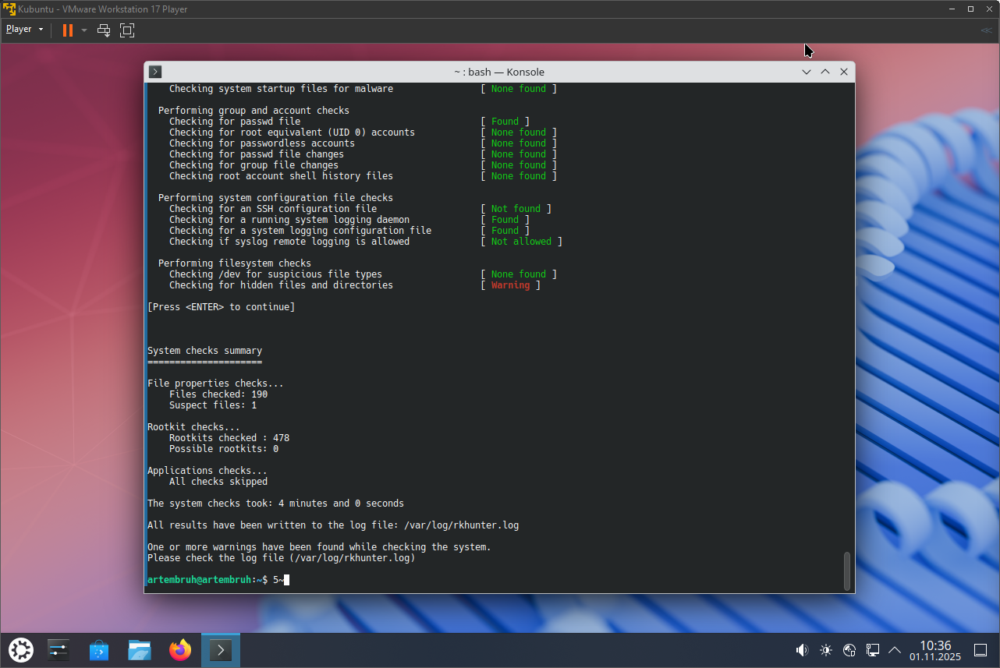 Kubuntu - VMware Workstation 17 Player
Player
~ : bash — Konsole
Checking system startup files for malware [ None found ]
Performing group and account checks
Checking for passwd file [ Found ]
Checking for root equivalent (UID 0) accounts [ None found ]
Checking for passwordless accounts [ None found ]
Checking for passwd file changes [ None found ]
Checking for group file changes [ None found ]
Checking root account shell history files [ None found ]
Performing system configuration file checks
Checking for an SSH configuration file [ Not found ]
Checking for a running system logging daemon [ Found ]
Checking for a system logging configuration file [ Found ]
Checking if syslog remote logging is allowed [ Not allowed ]
Performing filesystem checks
Checking /dev for suspicious file types [ None found ]
Checking for hidden files and directories [ Warning ]
[Press <ENTER> to continue]
System checks summary
=====================
File properties checks...
Files checked: 190
Suspect files: 1
Rootkit checks...
Rootkits checked : 478
Possible rootkits: 0
Applications checks...
All checks skipped
The system checks took: 4 minutes and 0 seconds
All results have been written to the log file: /var/log/rkhunter.log
One or more warnings have been found while checking the system.
Please check the log file (/var/log/rkhunter.log)
artembruh@artembruh:~$ 5~
10:36
01.11.2025